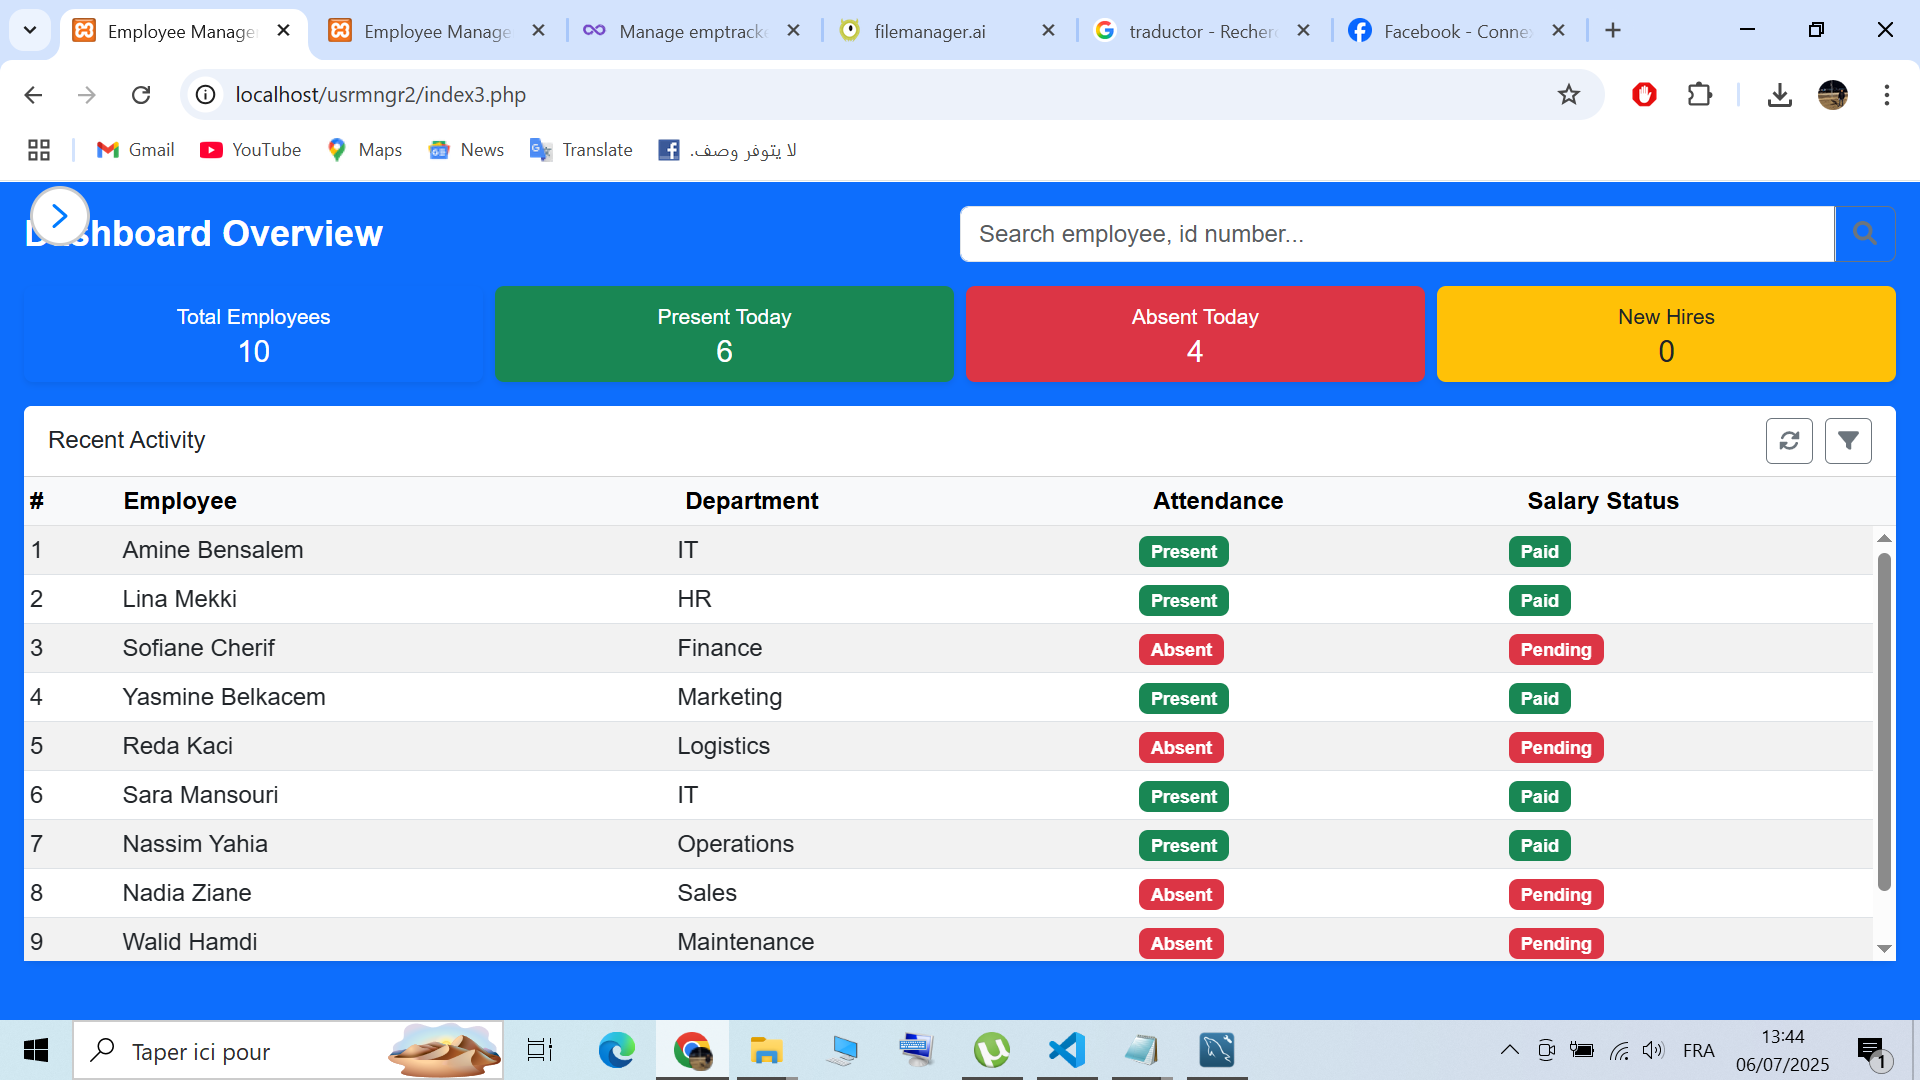 Employee Manage
Employee Manage
Manage emptracke
filemanager.ai
traductor - Recher
Facebook - Conne
localhost/usrmngr2/index3.php
Gmail
YouTube
Maps
News
Translate
لا يتوفر وصف.
Dashboard Overview
Search employee, id number...
Total Employees
10
Present Today
6
Absent Today
4
New Hires
0
Recent Activity
# Employee Department Attendance Salary Status
1 Amine Bensalem IT Present Paid
2 Lina Mekki HR Present Paid
3 Sofiane Cherif Finance Absent Pending
4 Yasmine Belkacem Marketing Present Paid
5 Reda Kaci Logistics Absent Pending
6 Sara Mansouri IT Present Paid
7 Nassim Yahia Operations Present Paid
8 Nadia Ziane Sales Absent Pending
9 Walid Hamdi Maintenance Absent Pending
Taper ici pour
FRA
13:44
06/07/2025
1